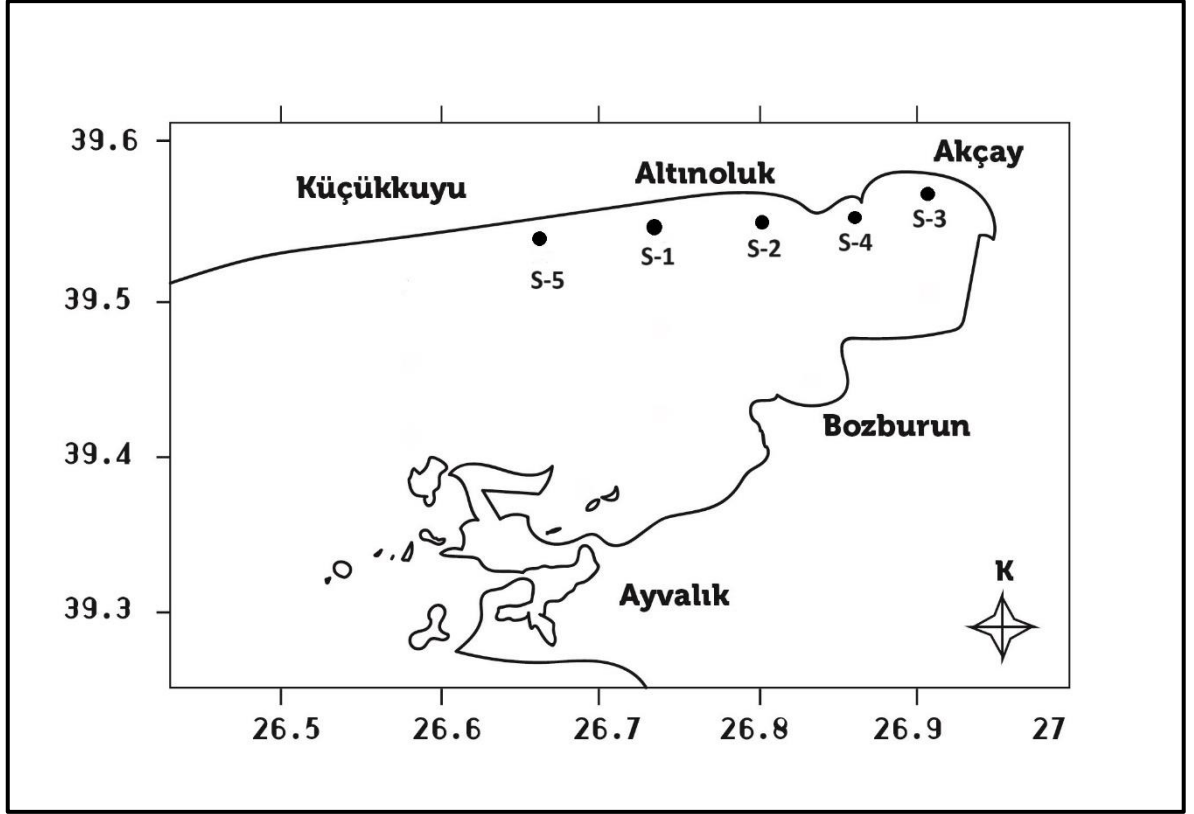 39.6
Akçay
Altınoluk
Küçükkuyu
S-3
S-4
S-2
S-1
S-5
39.5
Bozburun
39.4
K
Ayvalık
39.3
26.5 26.6 26.7 26.8 26.9 27